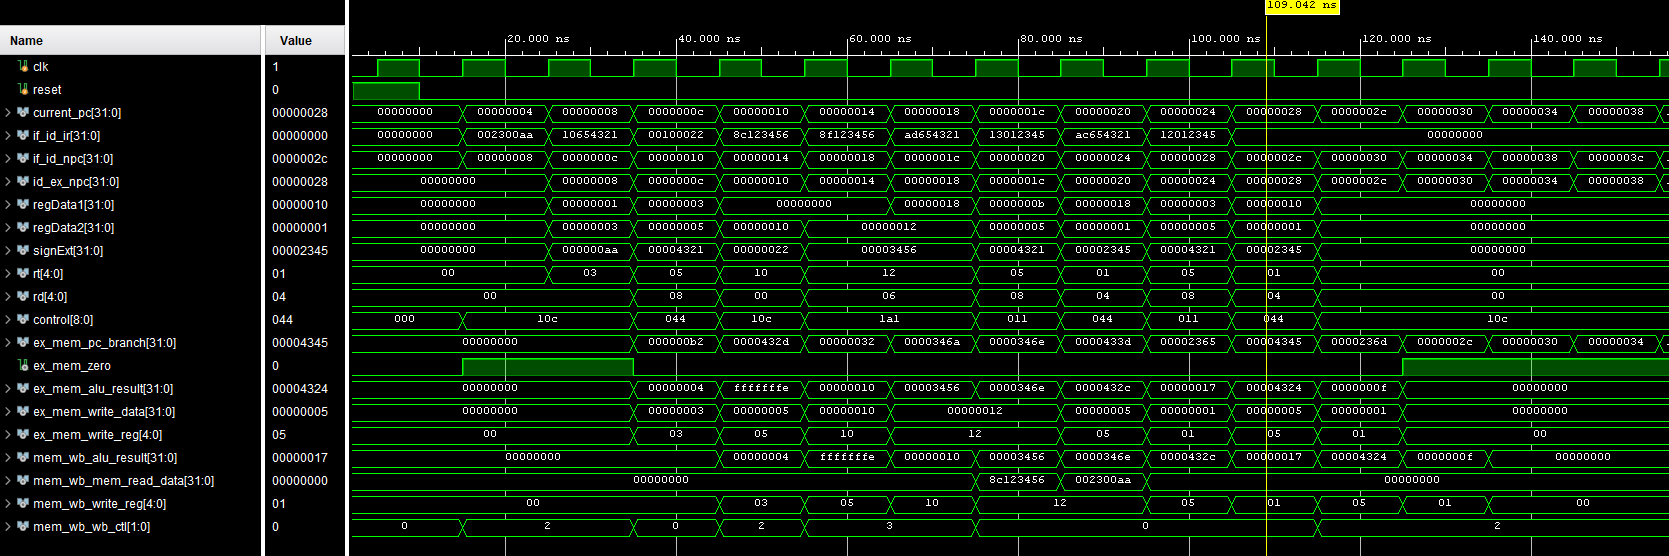 109.042 ns
Name Value 20.000 ns 40.000 ns 60.000 ns 80.000 ns 100.000 ns 120.000 ns 140.000 ns
clk 1
reset 0
current_pc[31:0] 00000028 00000000 00000004 00000008 0000000c 00000010 00000014 00000018 0000001c 00000020 00000024 00000028 0000002c 00000030 00000034 00000038
if_id_ir[31:0] 00000000 00000000 002300aa 10654321 00100022 8c123456 8f123456 ad654321 13012345 ac654321 12012345 00000000
if_id_npc[31:0] 0000002c 00000000 00000008 0000000c 00000010 00000014 00000018 0000001c 00000020 00000024 00000028 0000002c 00000030 00000034 00000038 0000003c
id_ex_npc[31:0] 00000028 00000000 00000008 0000000c 00000010 00000014 00000018 0000001c 00000020 00000024 00000028 0000002c 00000030 00000034 00000038
regData1[31:0] 00000010 00000000 00000001 00000003 00000000 00000018 0000000b 00000018 00000003 00000010 00000000
regData2[31:0] 00000001 00000000 00000003 00000005 00000010 00000012 00000005 00000001 00000005 00000001 00000000
signExt[31:0] 00002345 00000000 000000aa 00004321 00000022 00003456 00004321 00002345 00004321 00002345 00000000
rt[4:0] 01 00 03 05 10 12 05 01 05 01 00
rd[4:0] 04 00 08 00 06 08 04 08 04 00
control[8:0] 044 000 10c 044 10c 1a1 011 044 011 044 10c
ex_mem_pc_branch[31:0] 00004345 00000000 000000b2 0000432d 00000032 0000346a 0000346e 0000433d 00002365 00004345 0000236d 0000002c 00000030 00000034
ex_mem_zero 0
ex_mem_alu_result[31:0] 00004324 00000000 00000004 fffffffe 00000010 00003456 0000346e 0000432c 00000017 00004324 0000000f 00000000
ex_mem_write_data[31:0] 00000005 00000000 00000003 00000005 00000010 00000012 00000005 00000001 00000005 00000001 00000000
ex_mem_write_reg[4:0] 05 00 03 05 10 12 05 01 05 01 00
mem_wb_alu_result[31:0] 00000017 00000000 00000004 fffffffe 00000010 00003456 0000346e 0000432c 00000017 00004324 0000000f 00000000
mem_wb_mem_read_data[31:0] 00000000 00000000 8c123456 002300aa 00000000
mem_wb_write_reg[4:0] 01 00 03 05 10 12 05 01 05 01 00
mem_wb_wb_ctl[1:0] 0 0 2 0 2 3 0 2